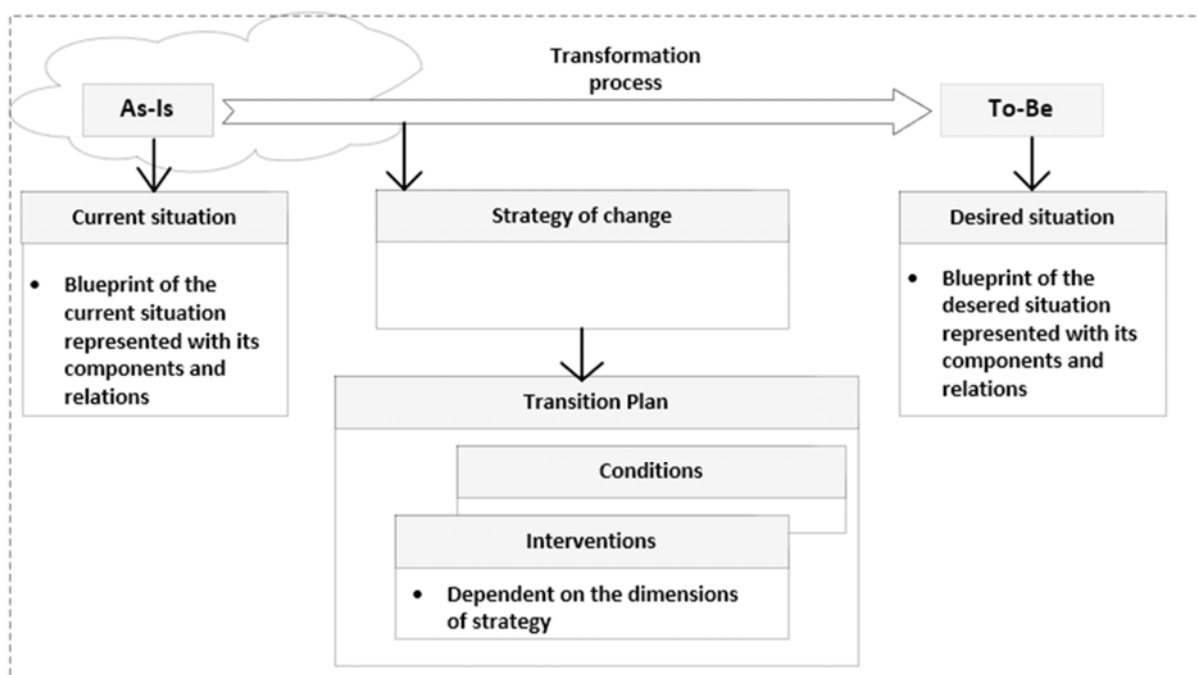 Transformation
process
As-Is
To-Be
Current situation
• Blueprint of the
current situation
represented with its
components and
relations
Strategy of change
Desired situation
• Blueprint of the
desered situation
represented with its
components and
relations
Transition Plan
Conditions
Interventions
• Dependent on the dimensions
of strategy